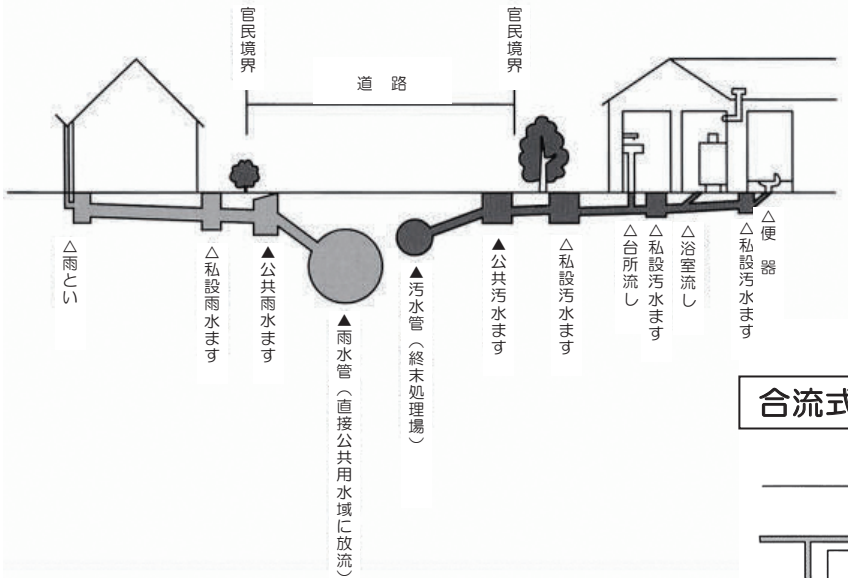 官民境界
官民境界
道路
△雨とい
△私設雨水ます
▲公共雨水ます
▲雨水管（直接公共用水域に放流）
▲汚水管（終末処理場）
▲公共汚水ます
△私設汚水ます
△台所流し
△私設汚水ます
△浴室流し
△私設汚水ます
△便器
合流式